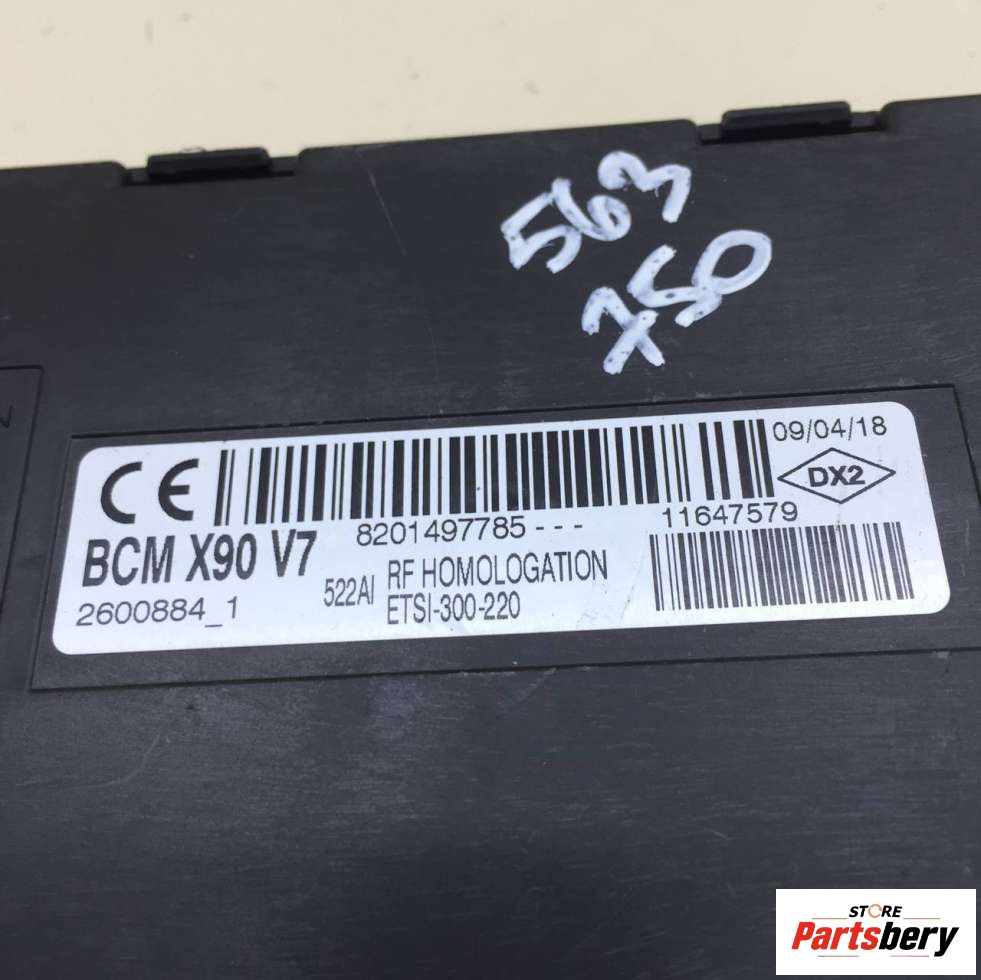 563
750
09/04/18
CE
DX2
8201497785 - - -
11647579
BCM X90 V7
522AI
RF HOMOLOGATION
2600884_1
ETSI-300-220
STORE
Partsbery